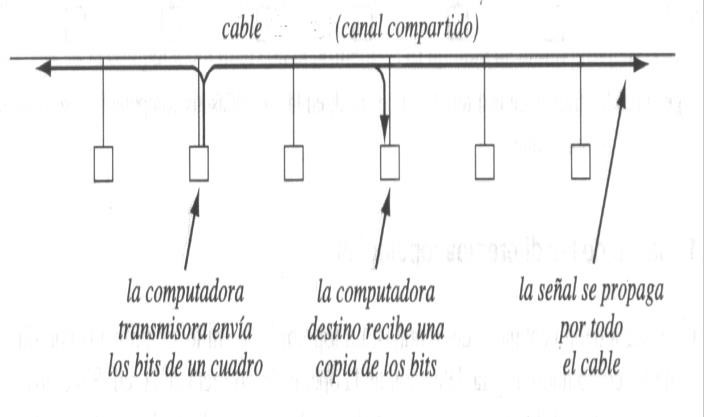 cable (canal compartido)
la computadora
transmisora envía
los bits de un cuadro
la computadora
destino recibe una
copia de los bits
la señal se propaga
por todo
el cable